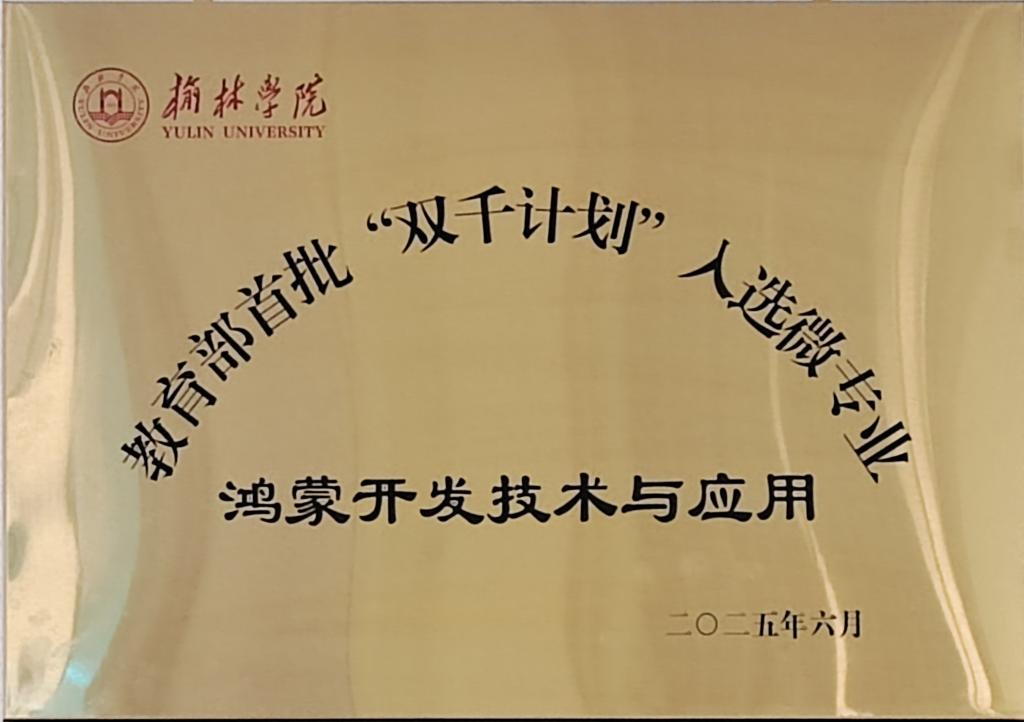 榆林学院
YULIN UNIVERSITY
教育部首批“双千计划”入选微专业
鸿蒙开发技术与应用
二〇二五年六月